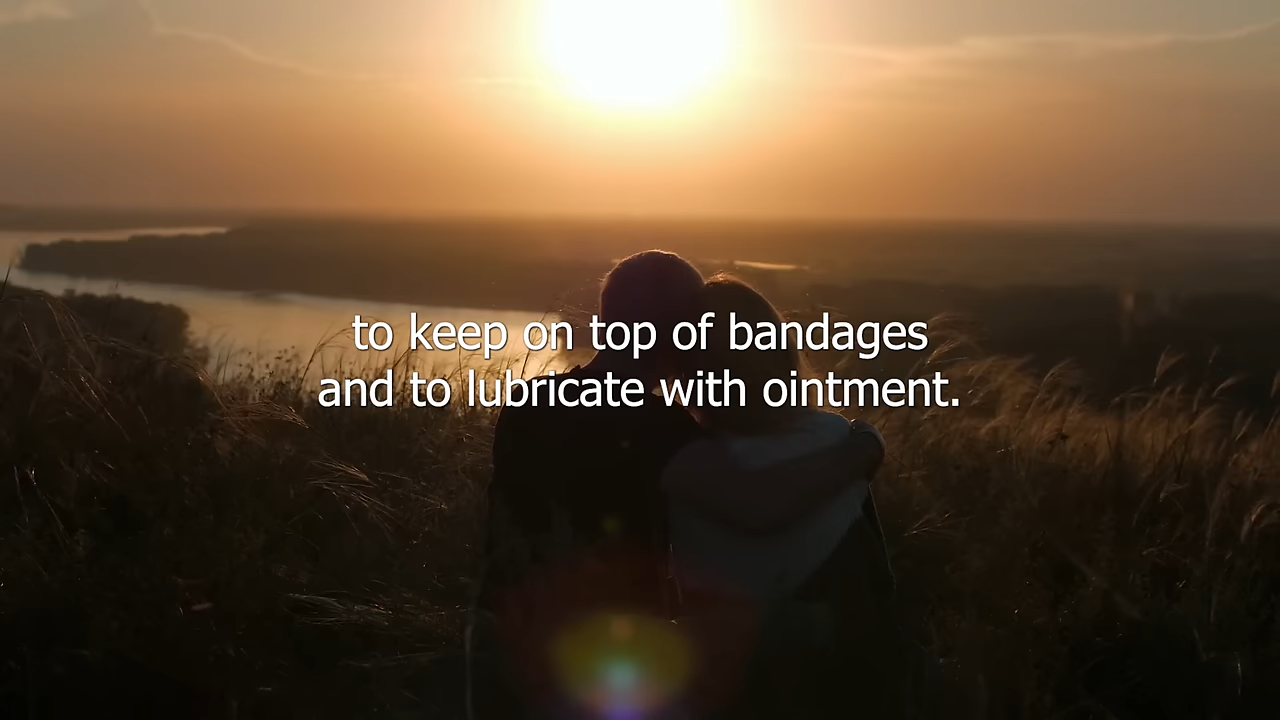 to keep on top of bandages
and to lubricate with ointment.